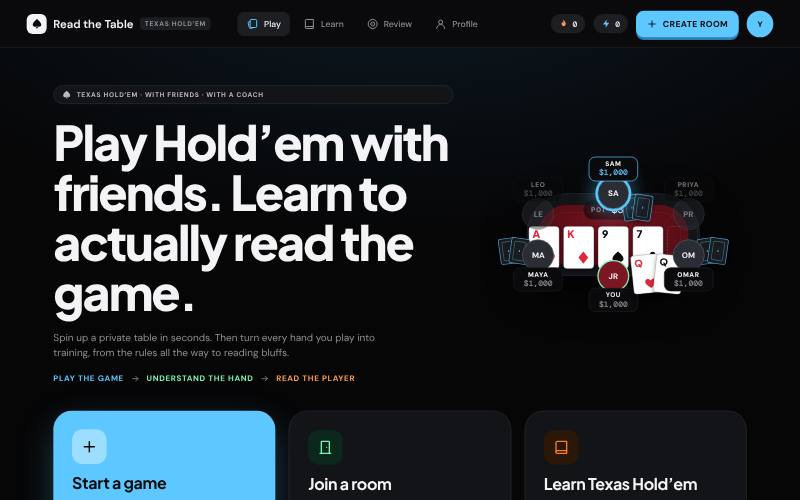 Read the Table
TEXAS HOLD'EM
Play
Learn
Review
Profile
0
0
CREATE ROOM
Y
TEXAS HOLD'EM · WITH FRIENDS · WITH A COACH
Play Hold'em with
friends. Learn to
actually read the
game.
Spin up a private table in seconds. Then turn every hand you play into
training, from the rules all the way to reading bluffs.
PLAY THE GAME → UNDERSTAND THE HAND → READ THE PLAYER
SAM
$1,000
SA
LEO
$1,000
LE
PRIYA
$1,000
PR
POT
A
K
9
7
MA
MAYA
$1,000
OM
OMAR
$1,000
Q
Q
JR
YOU
$1,000
Start a game
Join a room
Learn Texas Hold'em